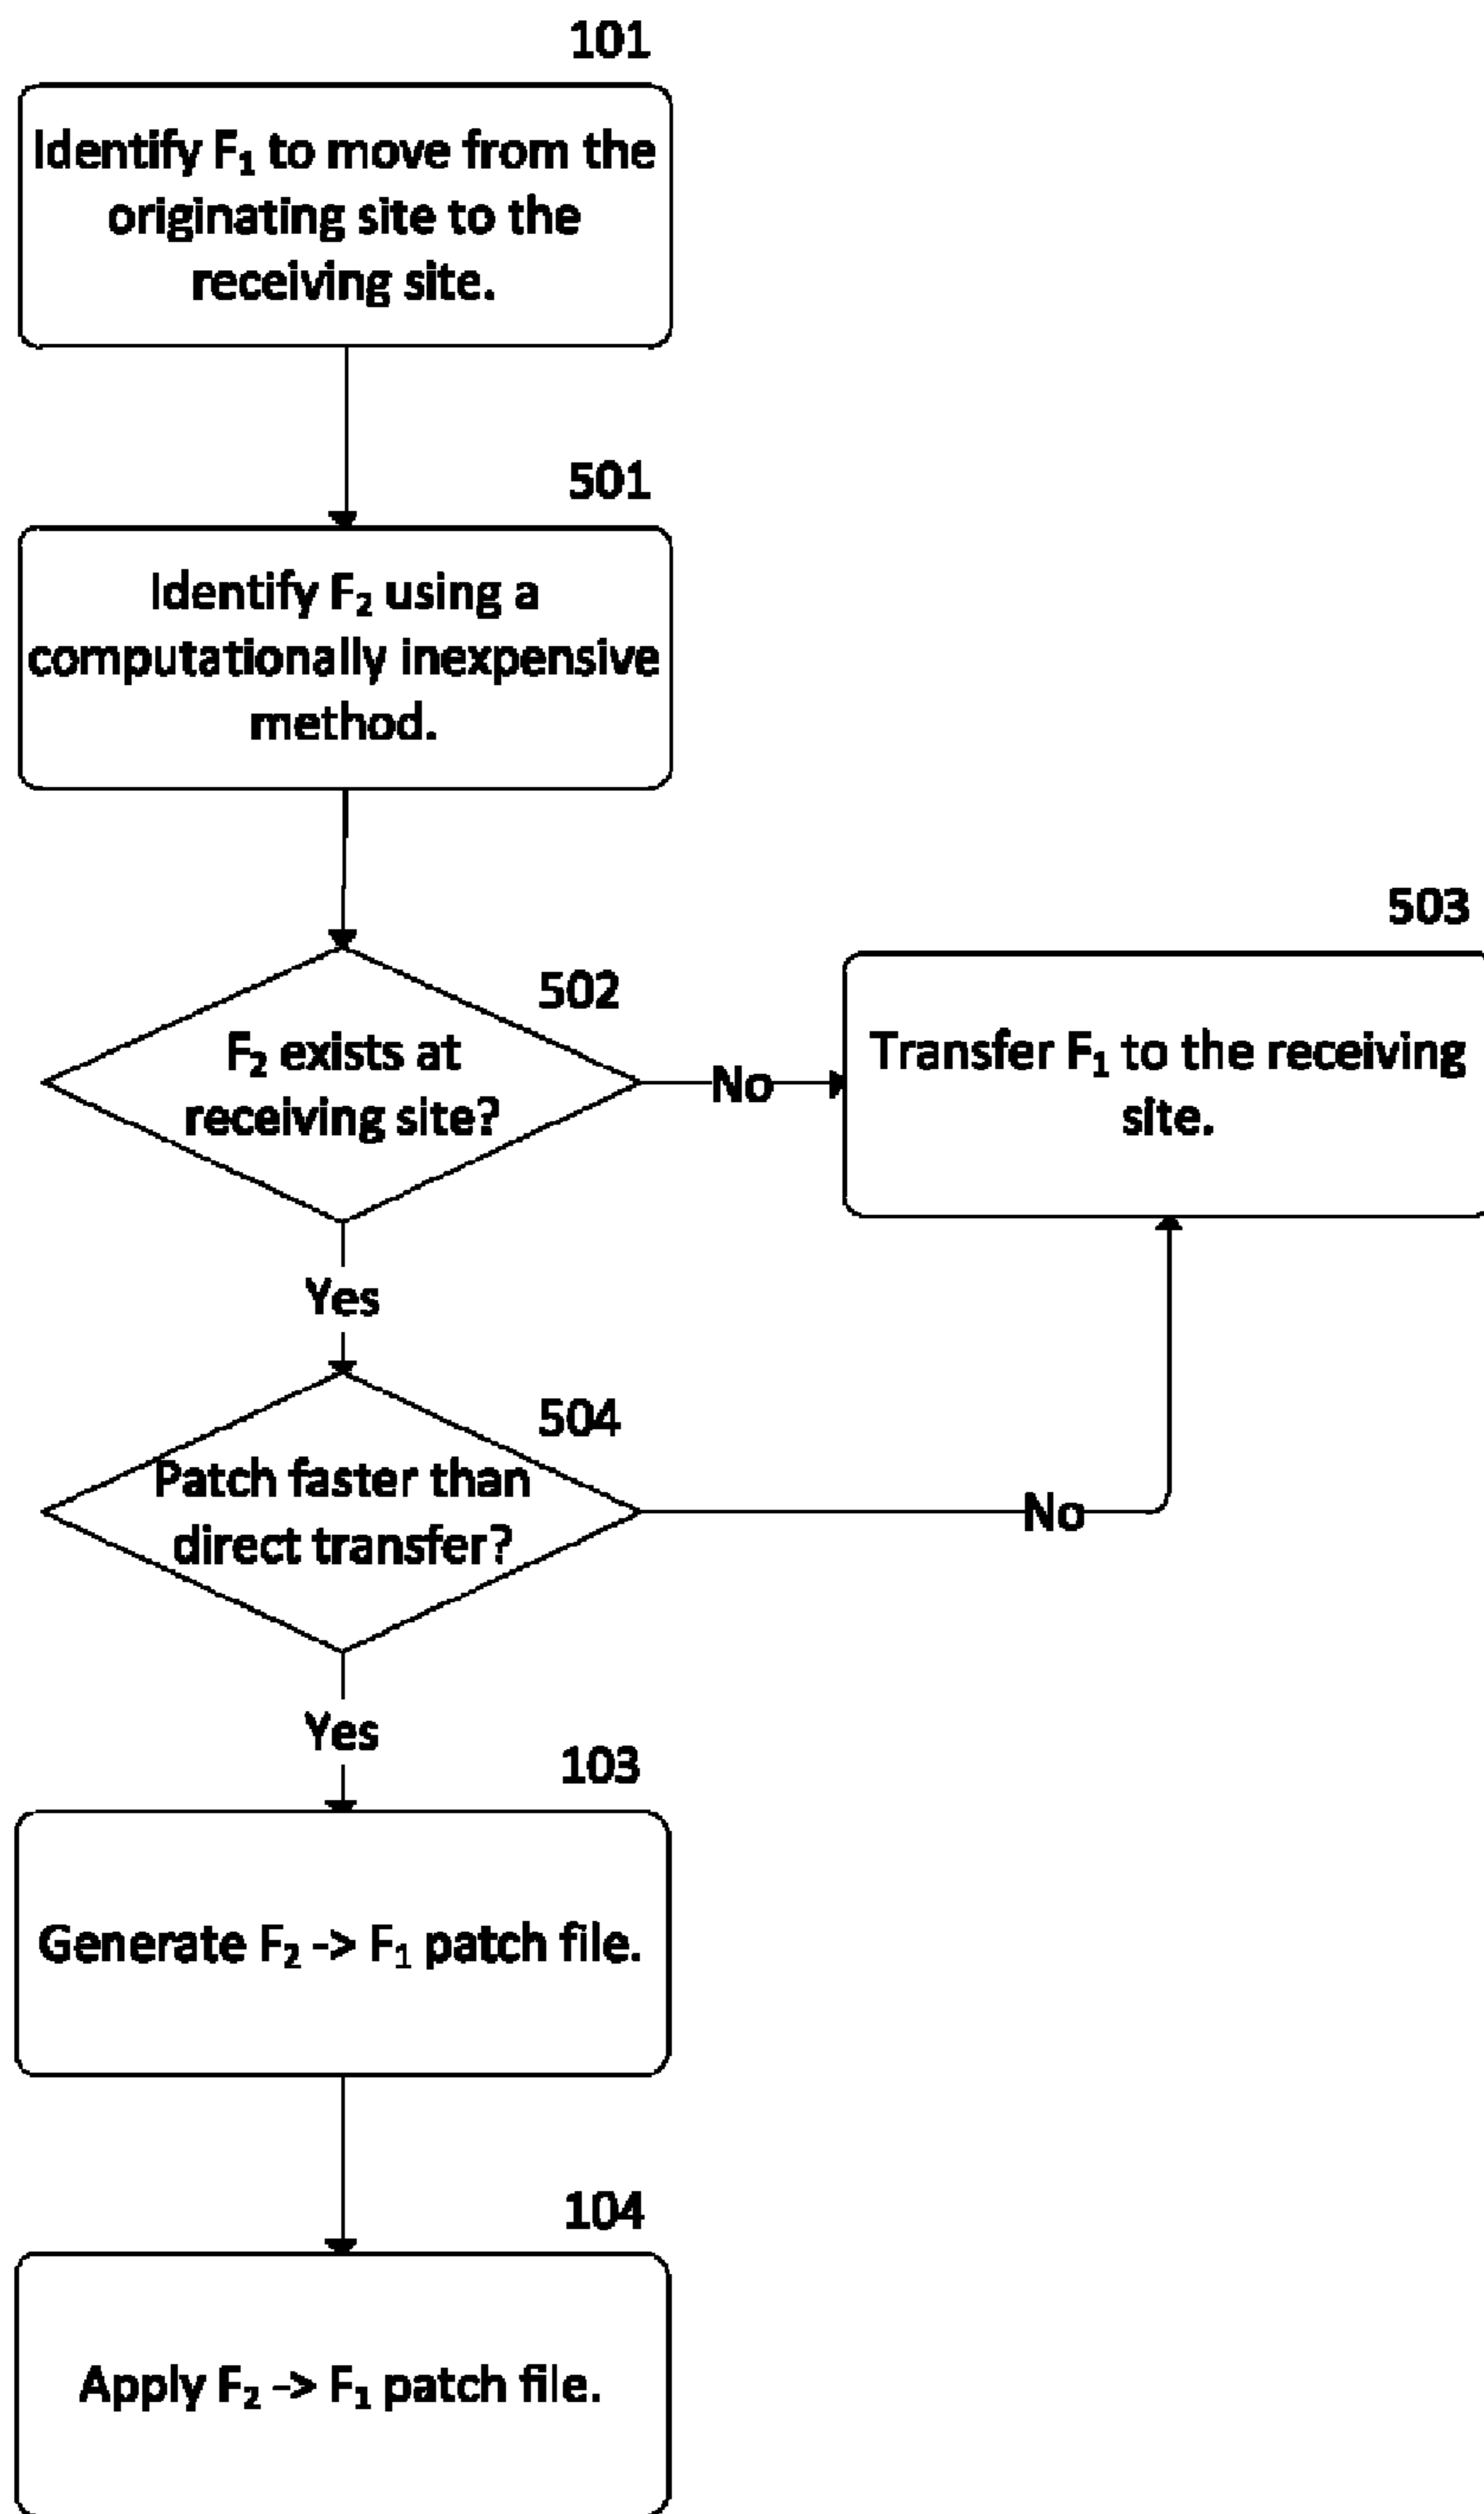 101
Identify F₁ to move from the
originating site to the
receiving site.
501
Identify F₂ using a
computationally inexpensive
method.
502
F₂ exists at
receiving site?
No
503
Transfer F₁ to the receiving
site.
Yes
504
Patch faster than
direct transfer?
No
Yes
103
Generate F₂ -> F₁ patch file.
104
Apply F₂ -> F₁ patch file.